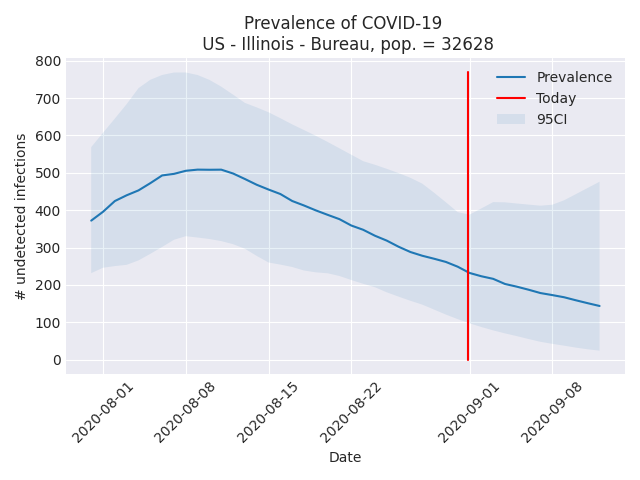 Prevalence of COVID-19
US - Illinois - Bureau, pop. = 32628
800
700
600
500
400
300
200
100
0
# undetected infections
Prevalence
Today
95CI
2020-08-01
2020-08-08
2020-08-15
2020-08-22
2020-09-01
2020-09-08
Date